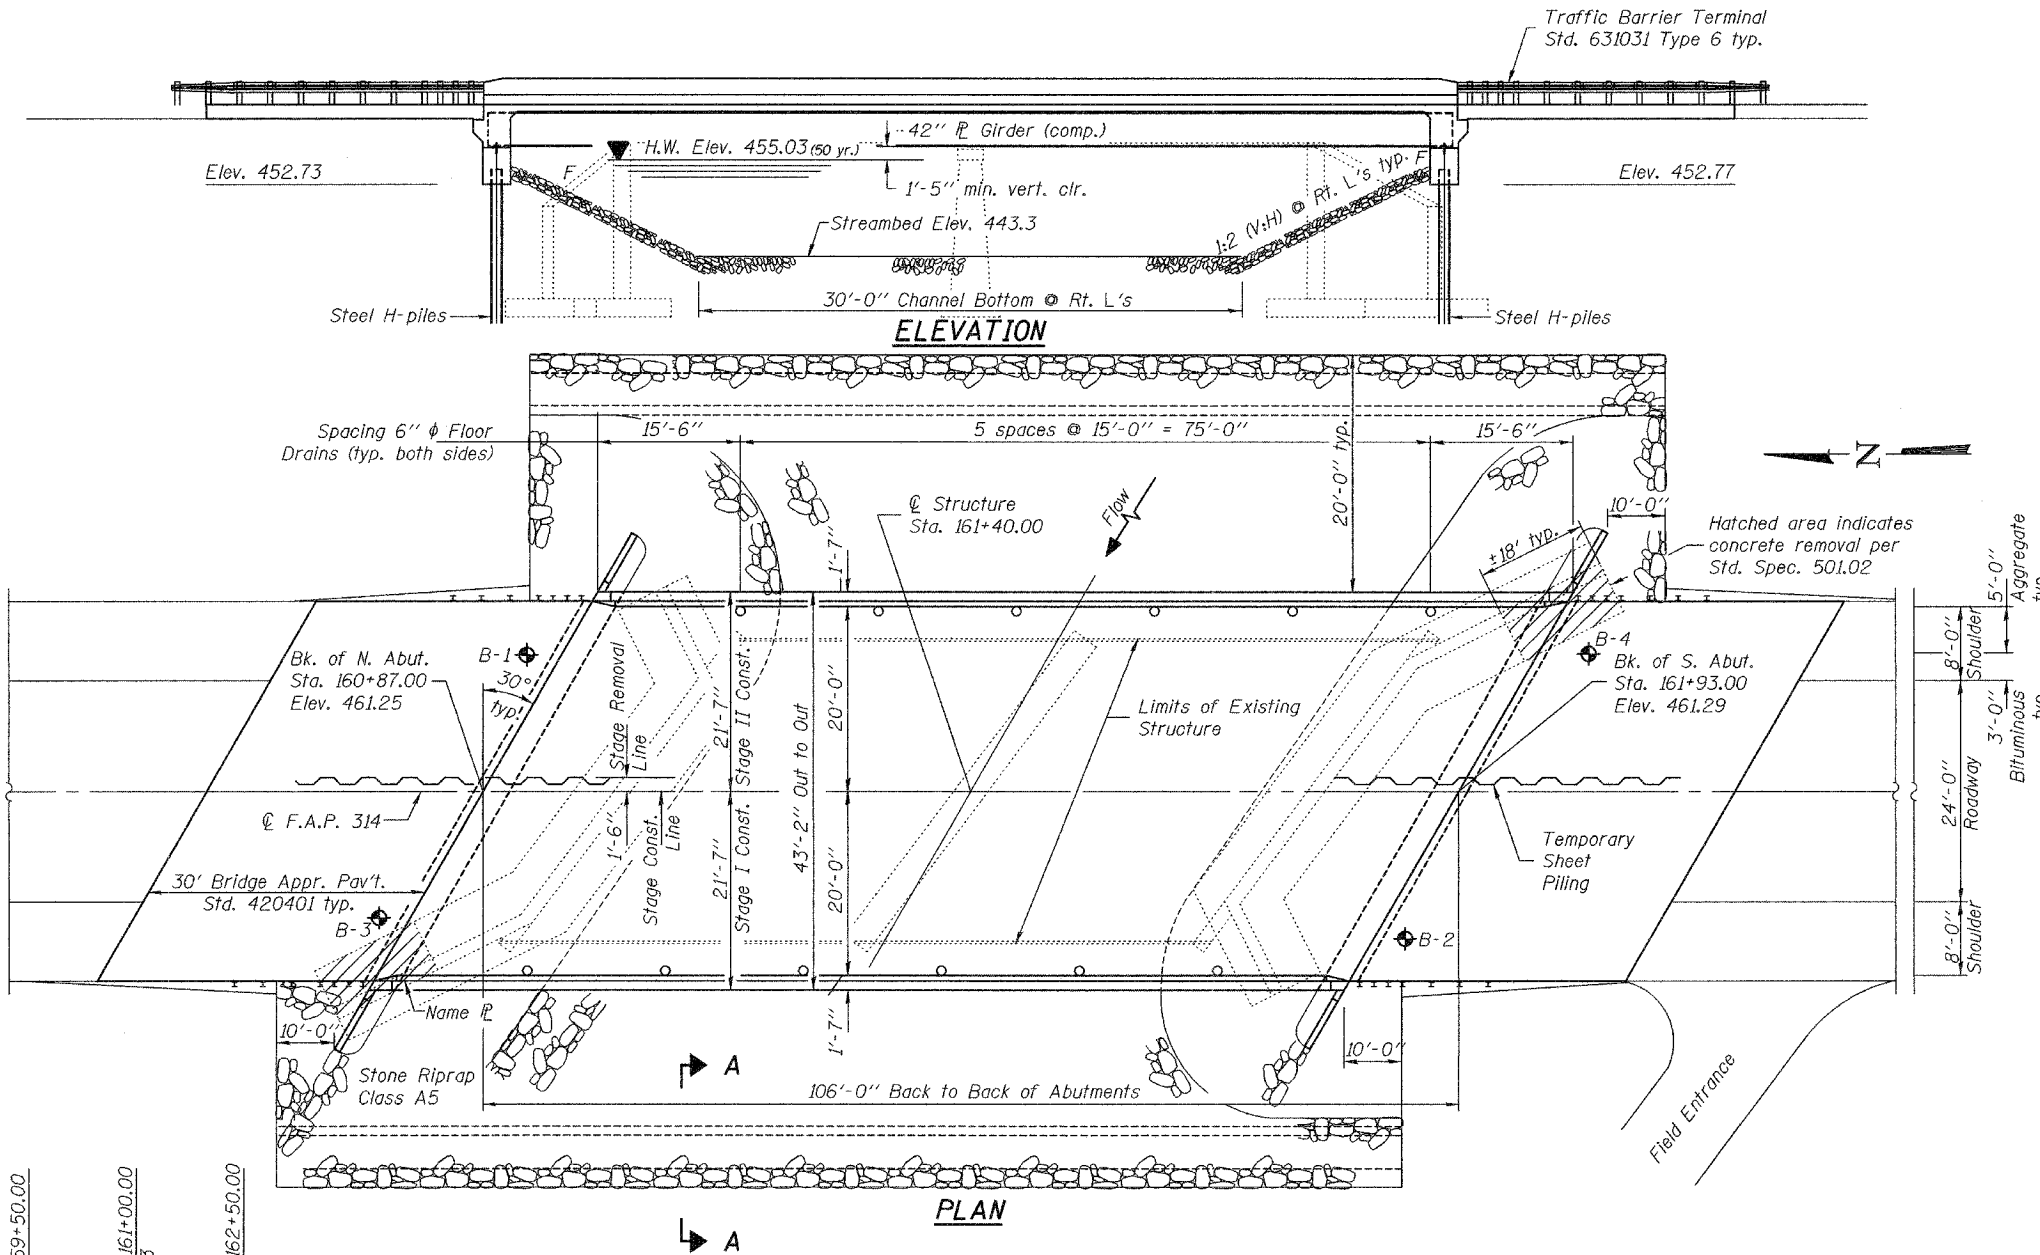 Traffic Barrier Terminal
Std. 631031 Type 6 typ.
42" ℄ Girder (comp.)
H.W. Elev. 455.03 (50 yr.)
Elev. 452.73
F
1'-5" min. vert. clr.
1:2 (V:H) @ Rt. L's typ.
F
Elev. 452.77
Streambed Elev. 443.3
30'-0" Channel Bottom @ Rt. L's
Steel H-piles
Steel H-piles
ELEVATION
Spacing 6" ϕ Floor
Drains (typ. both sides)
15'-6"
5 spaces @ 15'-0" = 75'-0"
15'-6"
20'-0" typ.
N
℄ Structure
Sta. 161+40.00
Flow
10'-0"
±18' typ.
Hatched area indicates
concrete removal per
Std. Spec. 501.02
1'-7"
5'-0"
Aggregate
typ.
B-1
30°
typ.
Bk. of N. Abut.
Sta. 160+87.00
Elev. 461.25
Stage Removal
Line
21'-7"
Stage II Const.
20'-0"
Limits of Existing
Structure
B-4
Bk. of S. Abut.
Sta. 161+93.00
Elev. 461.29
8'-0"
Shoulder
3'-0"
Bituminous
typ.
℄ F.A.P. 314
1'-6"
Stage Const.
Line
21'-7"
Stage I Const.
43'-2" Out to Out
20'-0"
Temporary
Sheet
Piling
24'-0"
Roadway
30' Bridge Appr. Pav't.
Std. 420401 typ.
B-3
B-2
8'-0"
Shoulder
Name ℄
10'-0"
1'-7"
10'-0"
Stone Riprap
Class A5
A
106'-0" Back to Back of Abutments
Field Entrance
PLAN
A
59+50.00
161+00.00
162+50.00